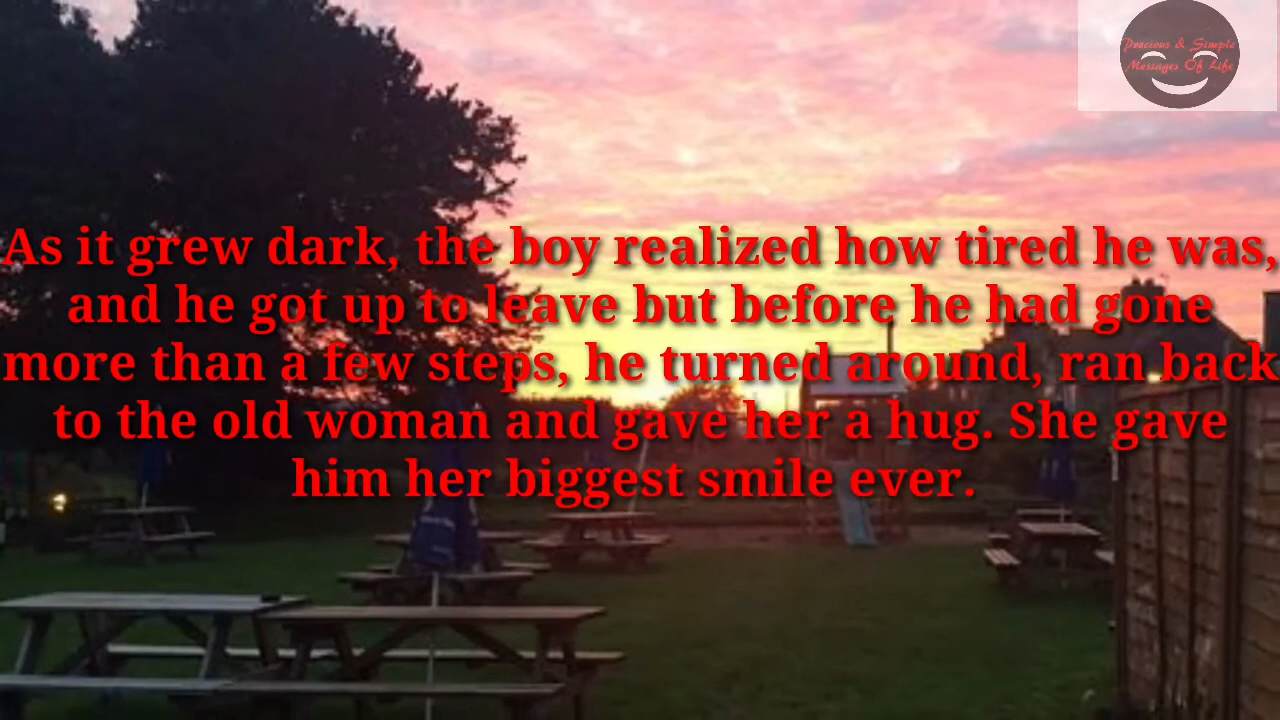 Precious & Simple
Messages Of Life
As it grew dark, the boy realized how tired he was,
and he got up to leave but before he had gone
more than a few steps, he turned around, ran back
to the old woman and gave her a hug. She gave
him her biggest smile ever.